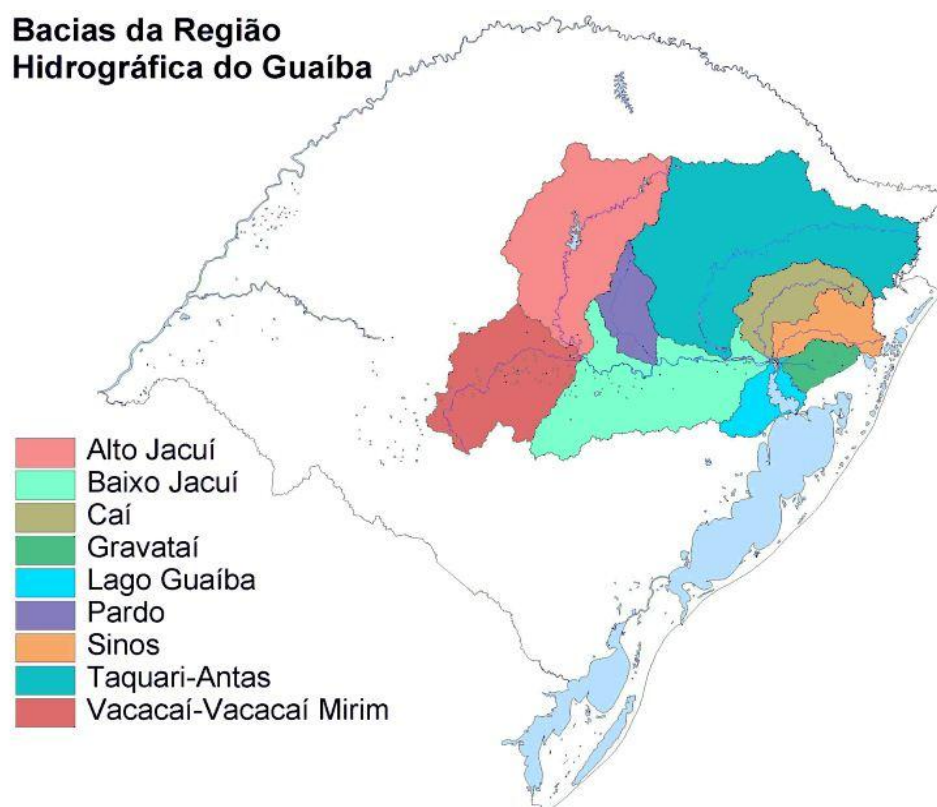 Bacias da Região
Hidrográfica do Guaíba
Alto Jacuí
Baixo Jacuí
Caí
Gravataí
Lago Guaíba
Pardo
Sinos
Taquari-Antas
Vacacaí-Vacacaí Mirim